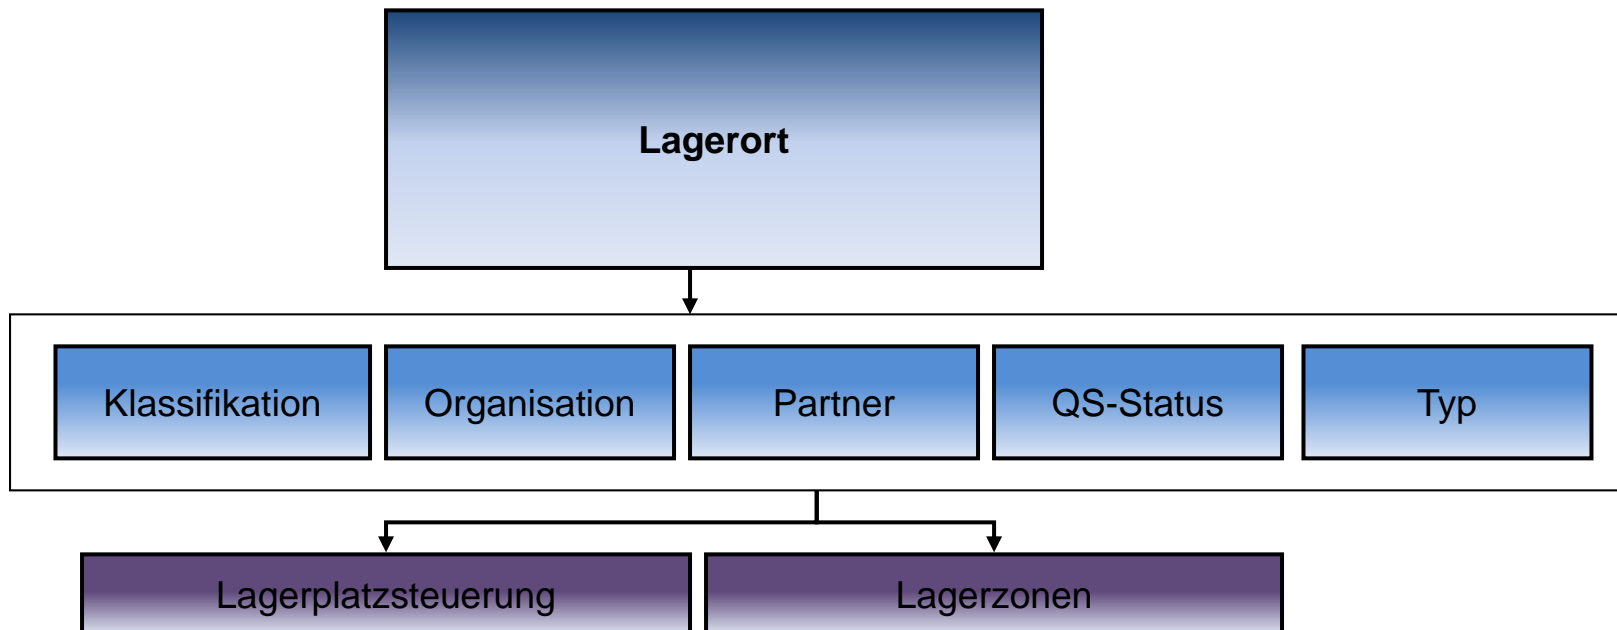 Lagerort
Klassifikation
Organisation
Partner
QS-Status
Typ
Lagerplatzsteuerung
Lagerzonen